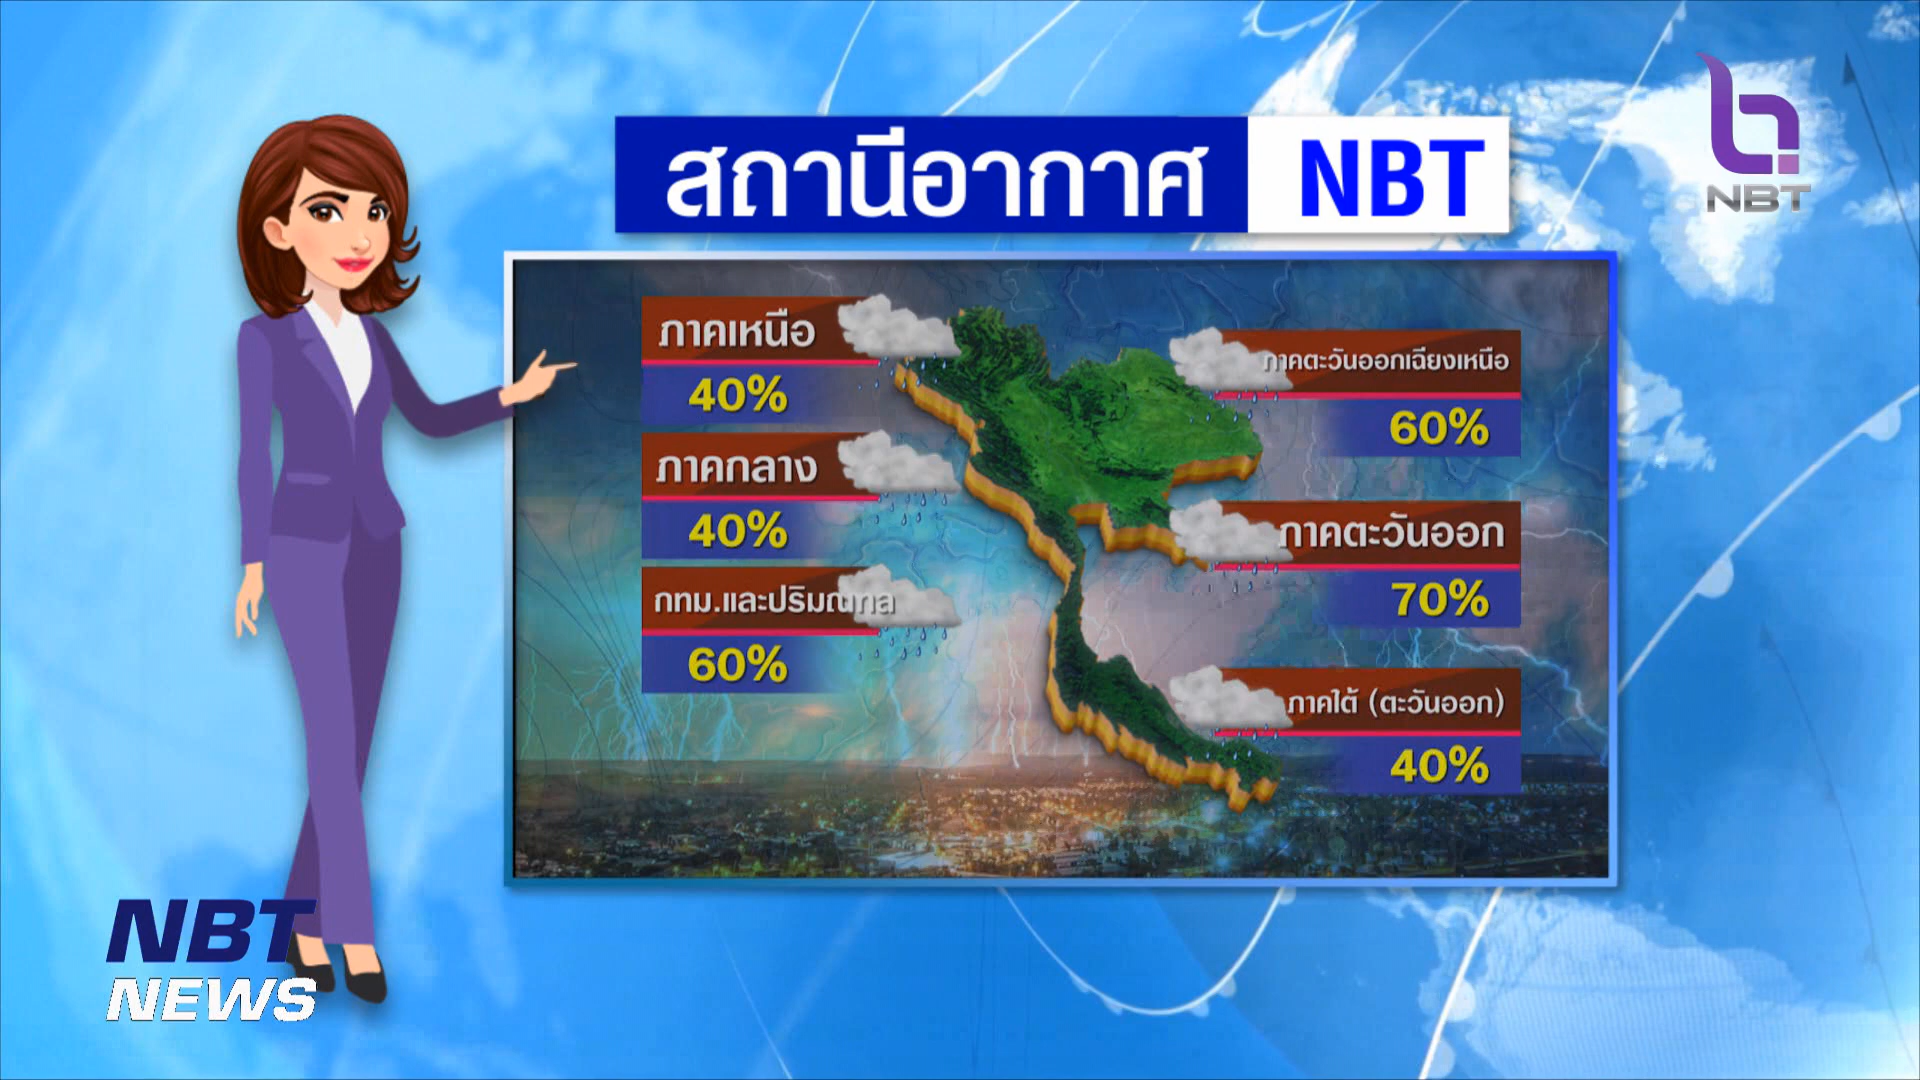 สถานีอากาศ NBT
NBT
ภาคเหนือ
40%
ภาคกลาง
40%
กทม.และปริมณฑล
60%
ภาคตะวันออกเฉียงเหนือ
60%
ภาคตะวันออก
70%
ภาคใต้ (ตะวันออก)
40%
NBT
NEWS